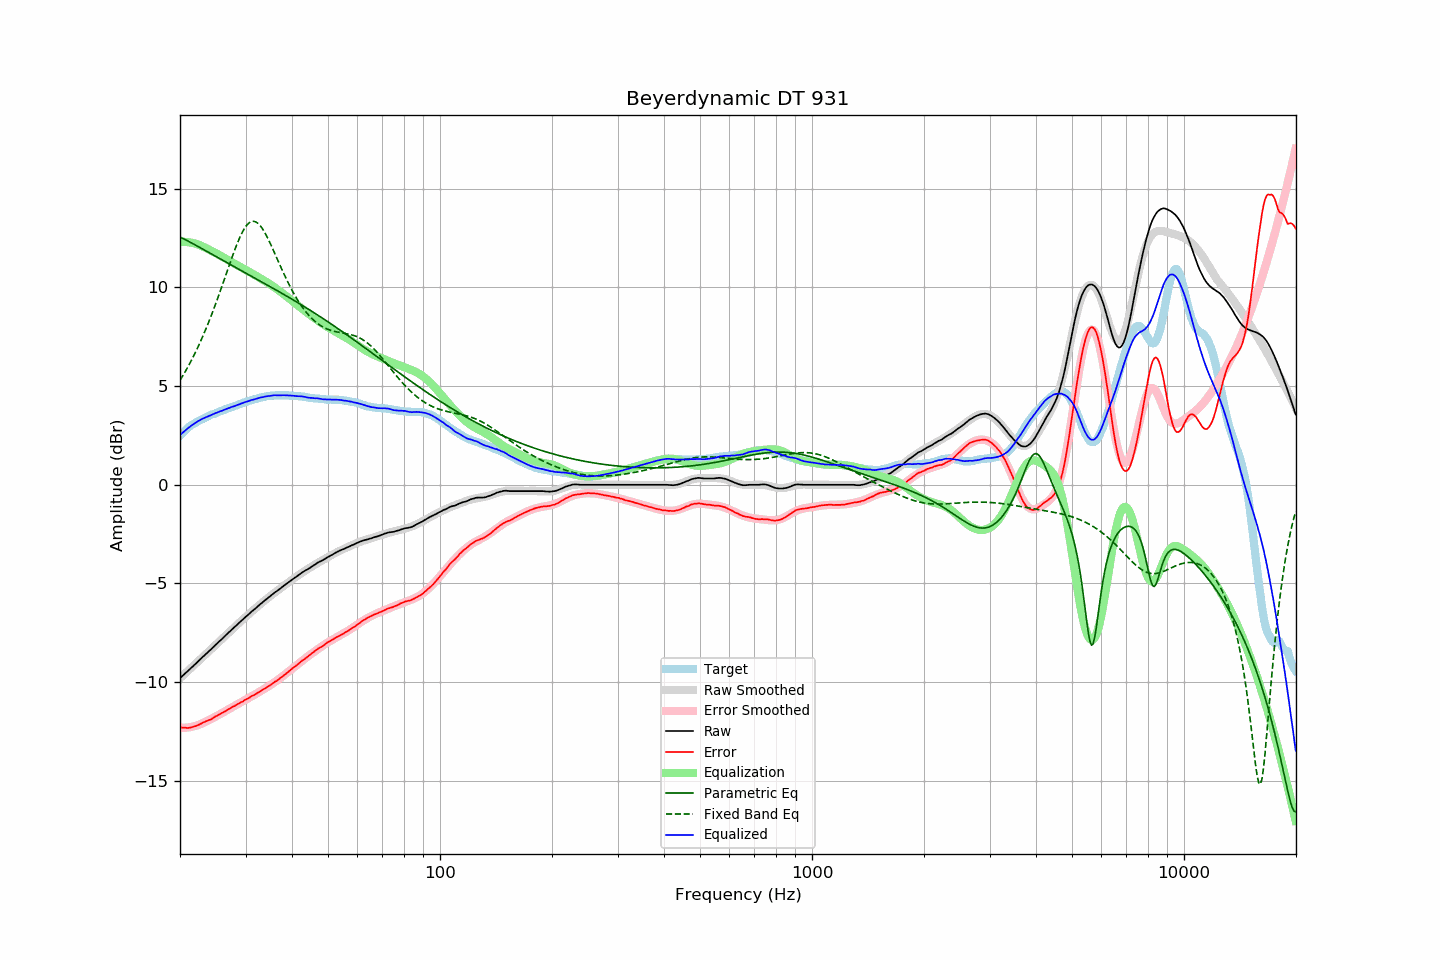 Beyerdynamic DT 931
Amplitude (dBr)
15
10
5
0
−5
−10
−15
Target
Raw Smoothed
Error Smoothed
Raw
Error
Equalization
Parametric Eq
Fixed Band Eq
Equalized
100 1000 10000
Frequency (Hz)